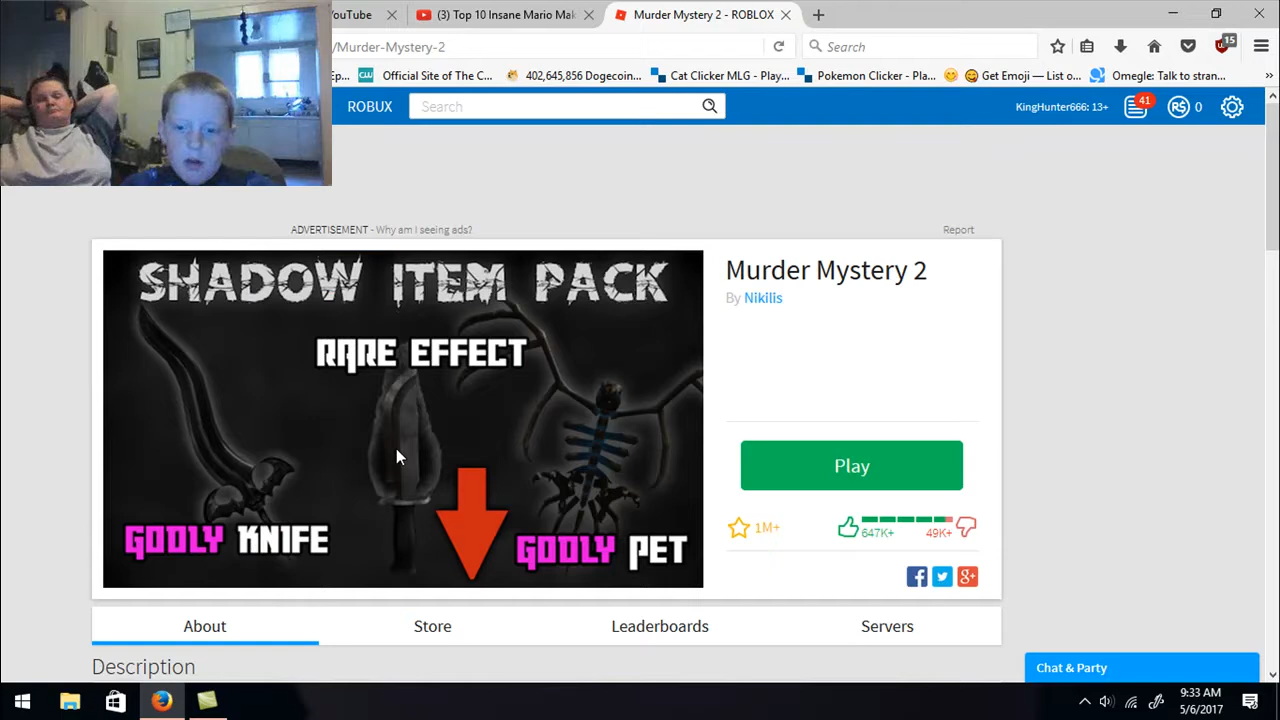 YouTube
(3) Top 10 Insane Mario Mak
Murder Mystery 2 - ROBLOX
/Murder-Mystery-2
Search
15
Ep...
Official Site of The C...
402,645,856 Dogecoin...
Cat Clicker MLG - Play...
Pokemon Clicker - Pla...
Get Emoji — List o...
Omegle: Talk to stran...
ROBUX
Search
KingHunter666: 13+
41
R$ 0
ADVERTISEMENT - Why am I seeing ads?
Report
SHADOW ITEM PACK
RARE EFFECT
GODLY KNIFE
GODLY PET
Murder Mystery 2
By Nikilis
Play
1M+
647K+
49K+
About
Store
Leaderboards
Servers
Description
Chat & Party
9:33 AM
5/6/2017